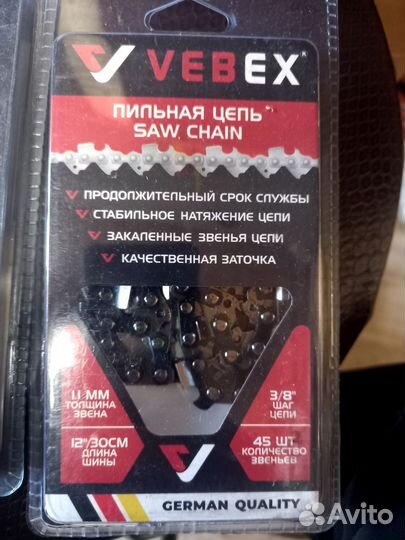 VEBEX®
ПИЛЬНАЯ ЦЕПЬ
SAW CHAIN
ПРОДОЛЖИТЕЛЬНЫЙ СРОК СЛУЖБЫ
СТАБИЛЬНОЕ НАТЯЖЕНИЕ ЦЕПИ
ЗАКАЛЕННЫЕ ЗВЕНЬЯ ЦЕПИ
КАЧЕСТВЕННАЯ ЗАТОЧКА
1.1 ММ
ТОЛЩИНА
ЗВЕНА
3/8"
ШАГ
ЦЕПИ
12"/30СМ
ДЛИНА
ШИНЫ
45 ШТ
КОЛИЧЕСТВО
ЗВЕНЬЕВ
GERMAN QUALITY
Avito